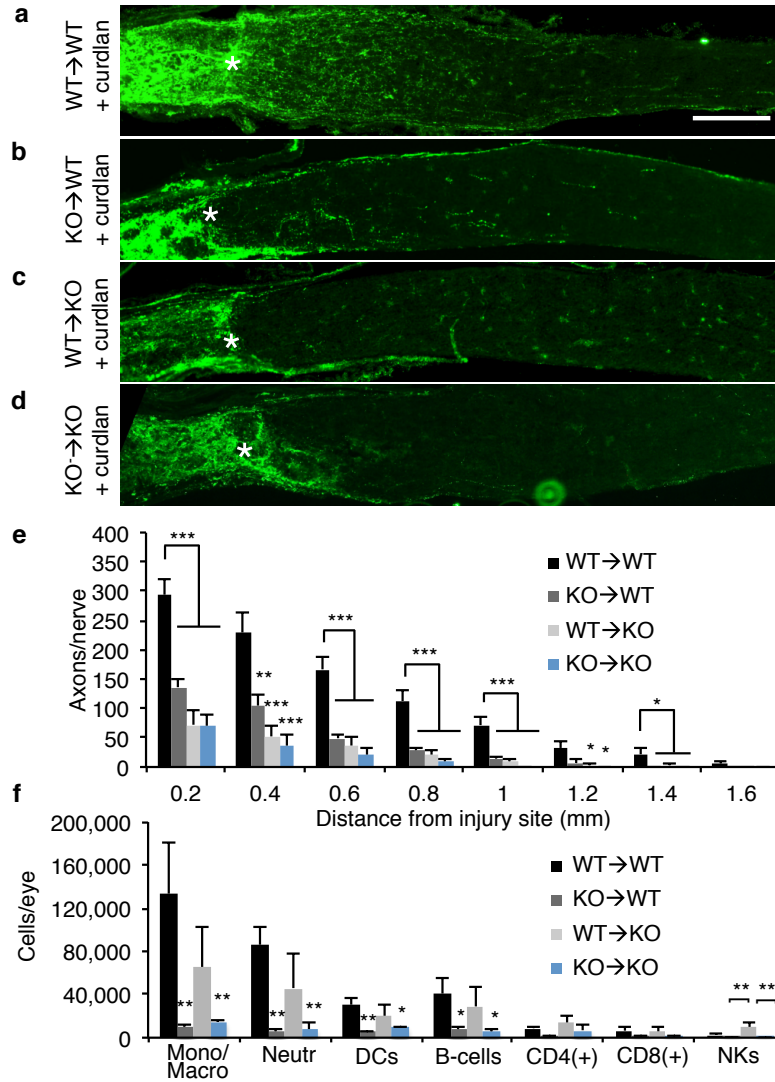 a
WT→WT
+ curdlan
*
b
KO→WT
+ curdlan
*
c
WT→KO
+ curdlan
*
d
KO-→KO
+ curdlan
*
e
Axons/nerve
400
350
300
250
200
150
100
50
0
***
**
***
***
***
***
***
*
*
*
WT→WT
KO→WT
WT→KO
KO→KO
0.2 0.4 0.6 0.8 1 1.2 1.4 1.6
Distance from injury site (mm)
f
Cells/eye
200,000
160,000
120,000
80,000
40,000
0
WT→WT
KO→WT
WT→KO
KO→KO
** ** ** ** ** * * * ** **
Mono/ Neutr DCs B-cells CD4(+) CD8(+) NKs
Macro